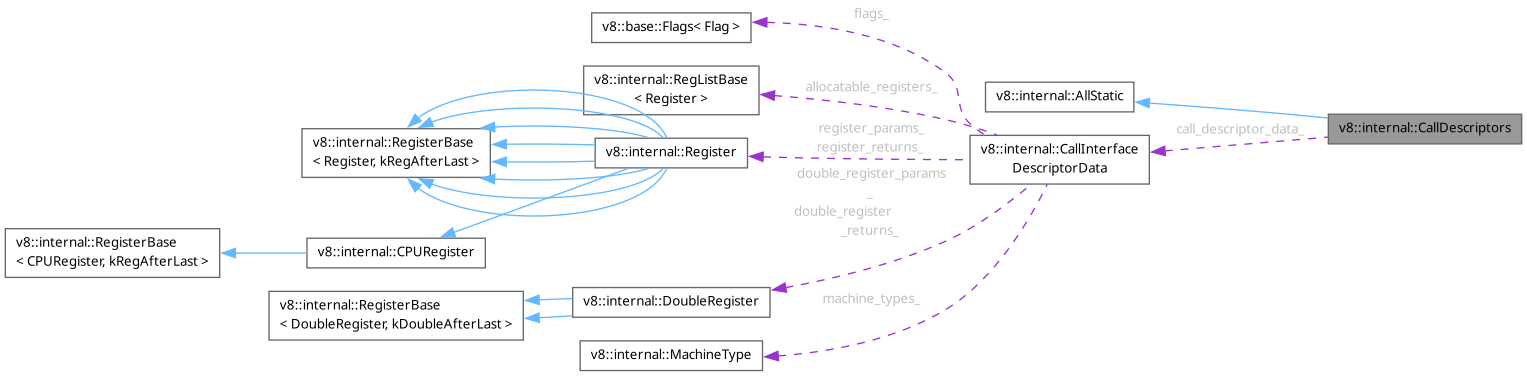 flags_
v8::base::Flags< Flag >
v8::internal::RegListBase
< Register >
allocatable_registers_
v8::internal::AllStatic
v8::internal::CallDescriptors
call_descriptor_data_
register_params_
register_returns_
v8::internal::RegisterBase
< Register, kRegAfterLast >
v8::internal::Register
v8::internal::CallInterface
DescriptorData
double_register_params
_
double_register
_returns_
v8::internal::RegisterBase
< CPURegister, kRegAfterLast >
v8::internal::CPURegister
v8::internal::RegisterBase
< DoubleRegister, kDoubleAfterLast >
v8::internal::DoubleRegister
machine_types_
v8::internal::MachineType